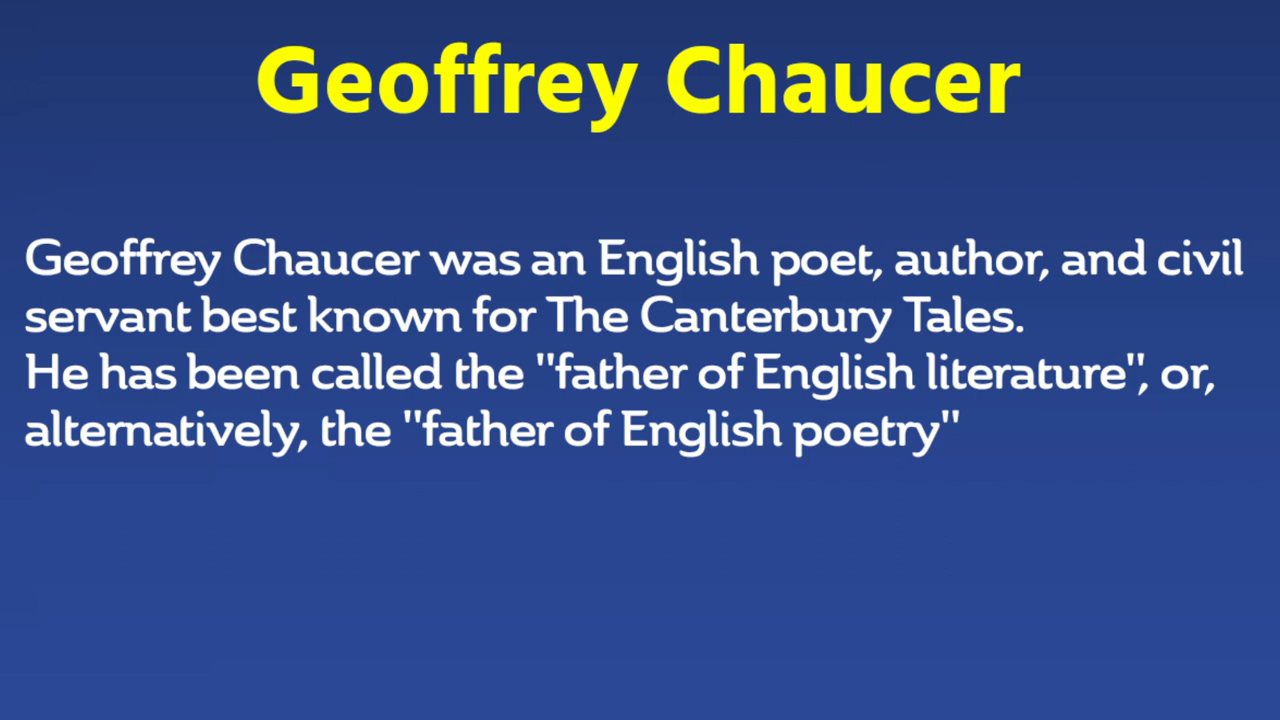 Geoffrey Chaucer
Geoffrey Chaucer was an English poet, author, and civil
servant best known for The Canterbury Tales.
He has been called the "father of English literature", or,
alternatively, the "father of English poetry"